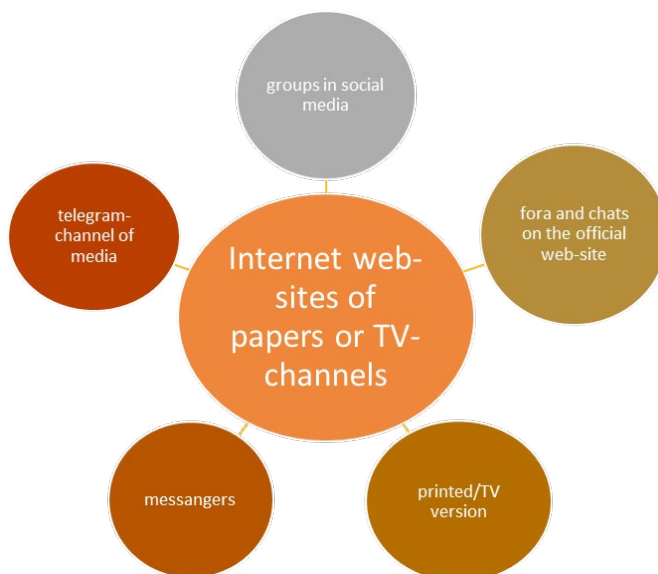 groups in social
media
telegram-
channel of
media
fora and chats
on the official
web-site
Internet web-
sites of
papers or TV-
channels
messangers
printed/TV
version